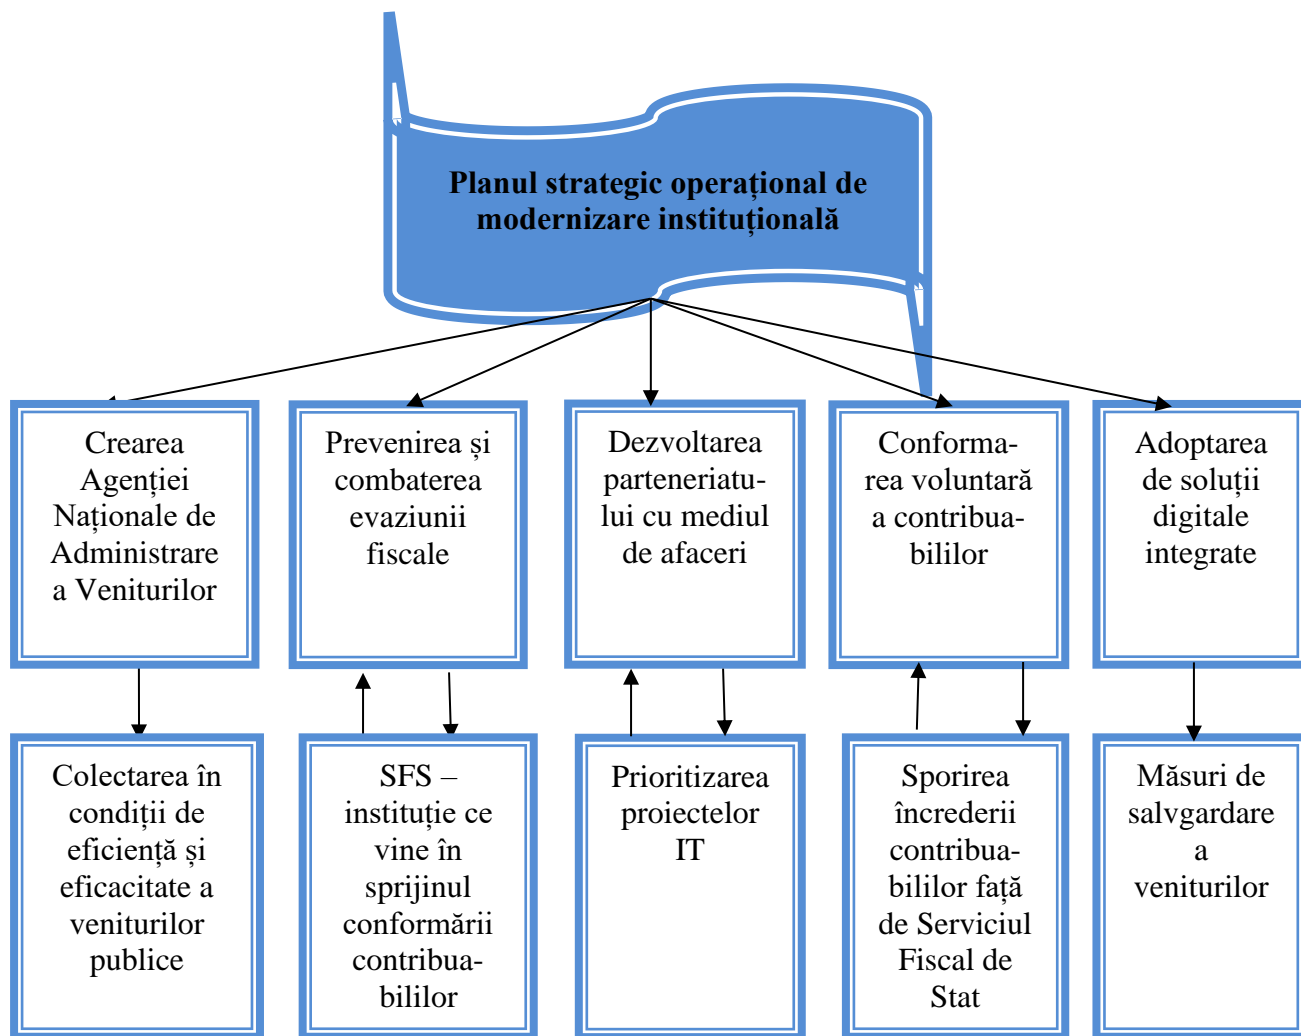 Planul strategic operațional de
modernizare instituțională
Crearea
Agenției
Naționale de
Administrare
a Veniturilor
Prevenirea și
combaterea
evaziunii
fiscale
Dezvoltarea
parteneriatu-
lui cu mediul
de afaceri
Conforma-
rea voluntară
a contribua-
bililor
Adoptarea
de soluții
digitale
integrate
Colectarea în
condiții de
eficiență și
eficacitate a
veniturilor
publice
SFS –
instituție ce
vine în
sprijinul
conformării
contribua-
bililor
Prioritizarea
proiectelor
IT
Sporirea
încrederii
contribua-
bililor față
de Serviciul
Fiscal de
Stat
Măsuri de
salvgardare
a
veniturilor